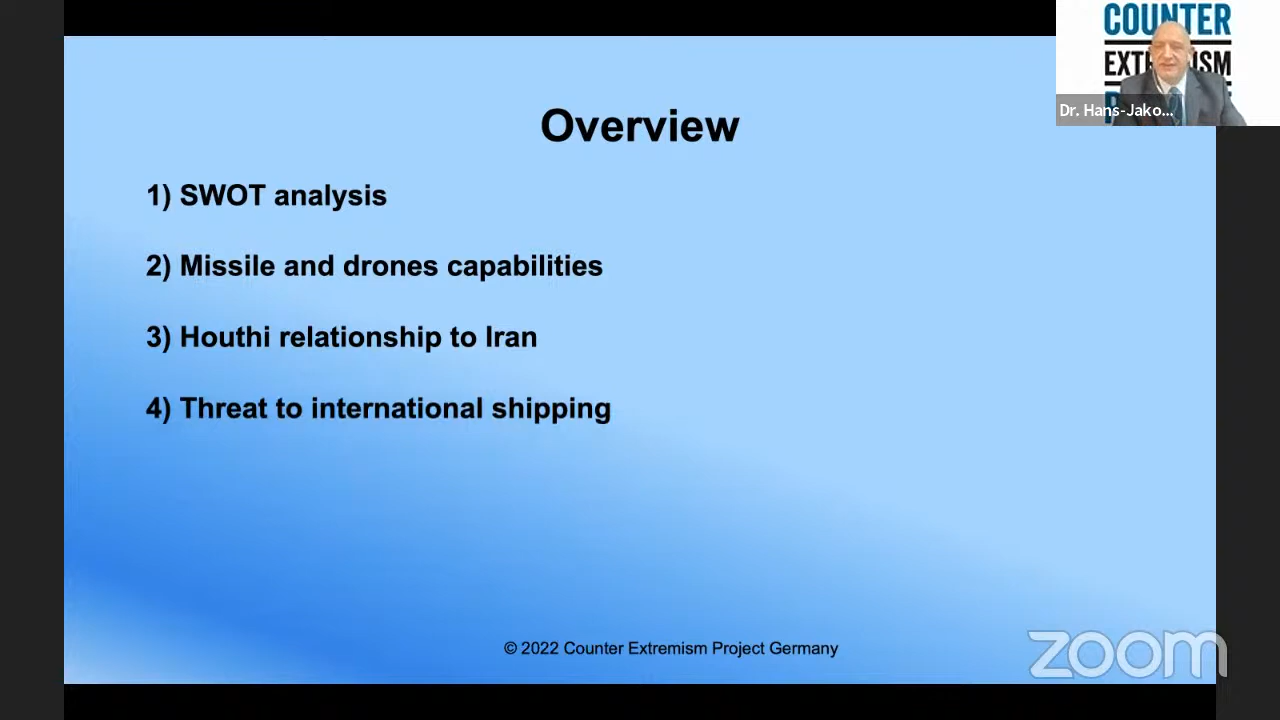 Overview
1) SWOT analysis
2) Missile and drones capabilities
3) Houthi relationship to Iran
4) Threat to international shipping
© 2022 Counter Extremism Project Germany
COUNTER
Dr. Hans-Jako...
zoom